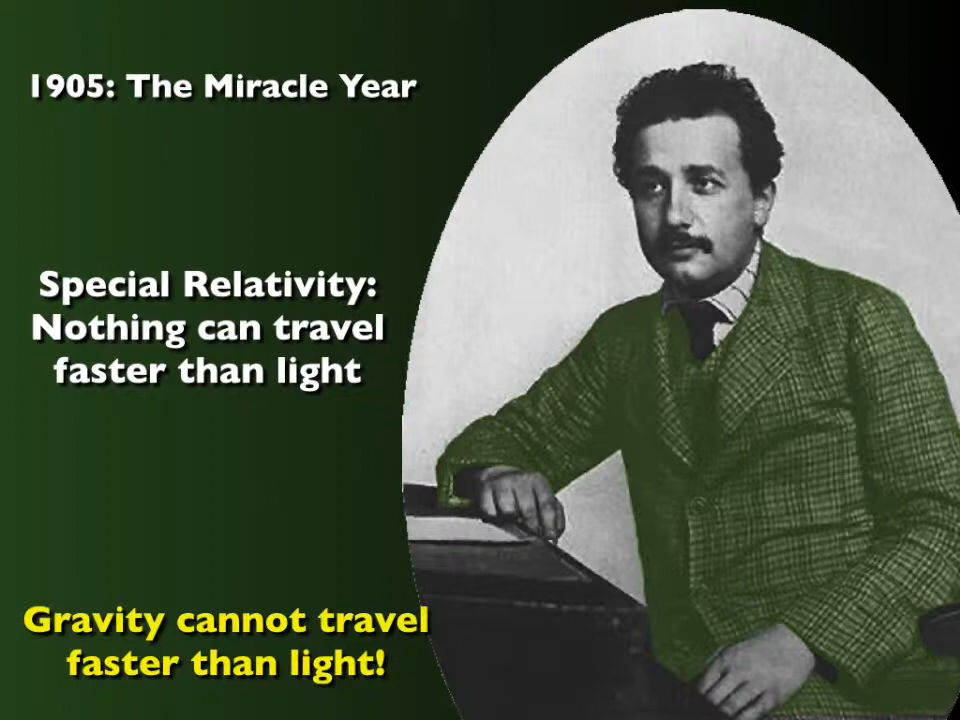 1905: The Miracle Year
Special Relativity:
Nothing can travel
faster than light
Gravity cannot travel
faster than light!